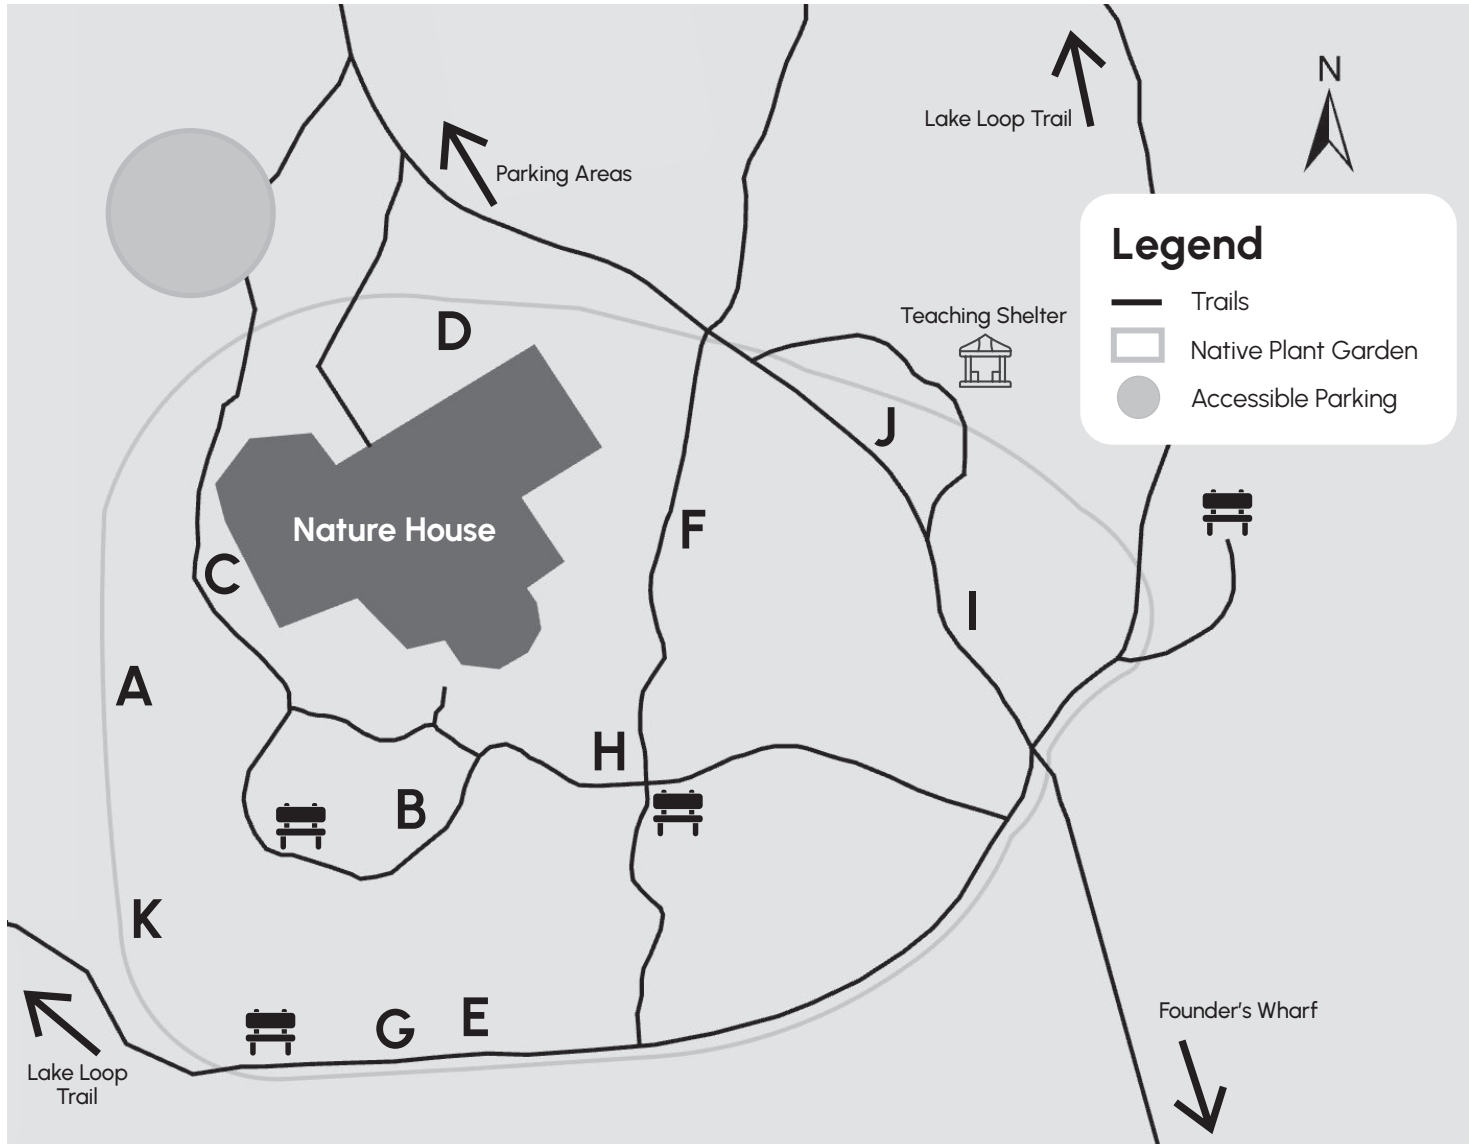 N
Lake Loop Trail
Parking Areas
Legend
Trails
Native Plant Garden
Accessible Parking
Teaching Shelter
D
J
F
Nature House
C
I
A
H
B
K
G
E
Founder's Wharf
Lake Loop
Trail